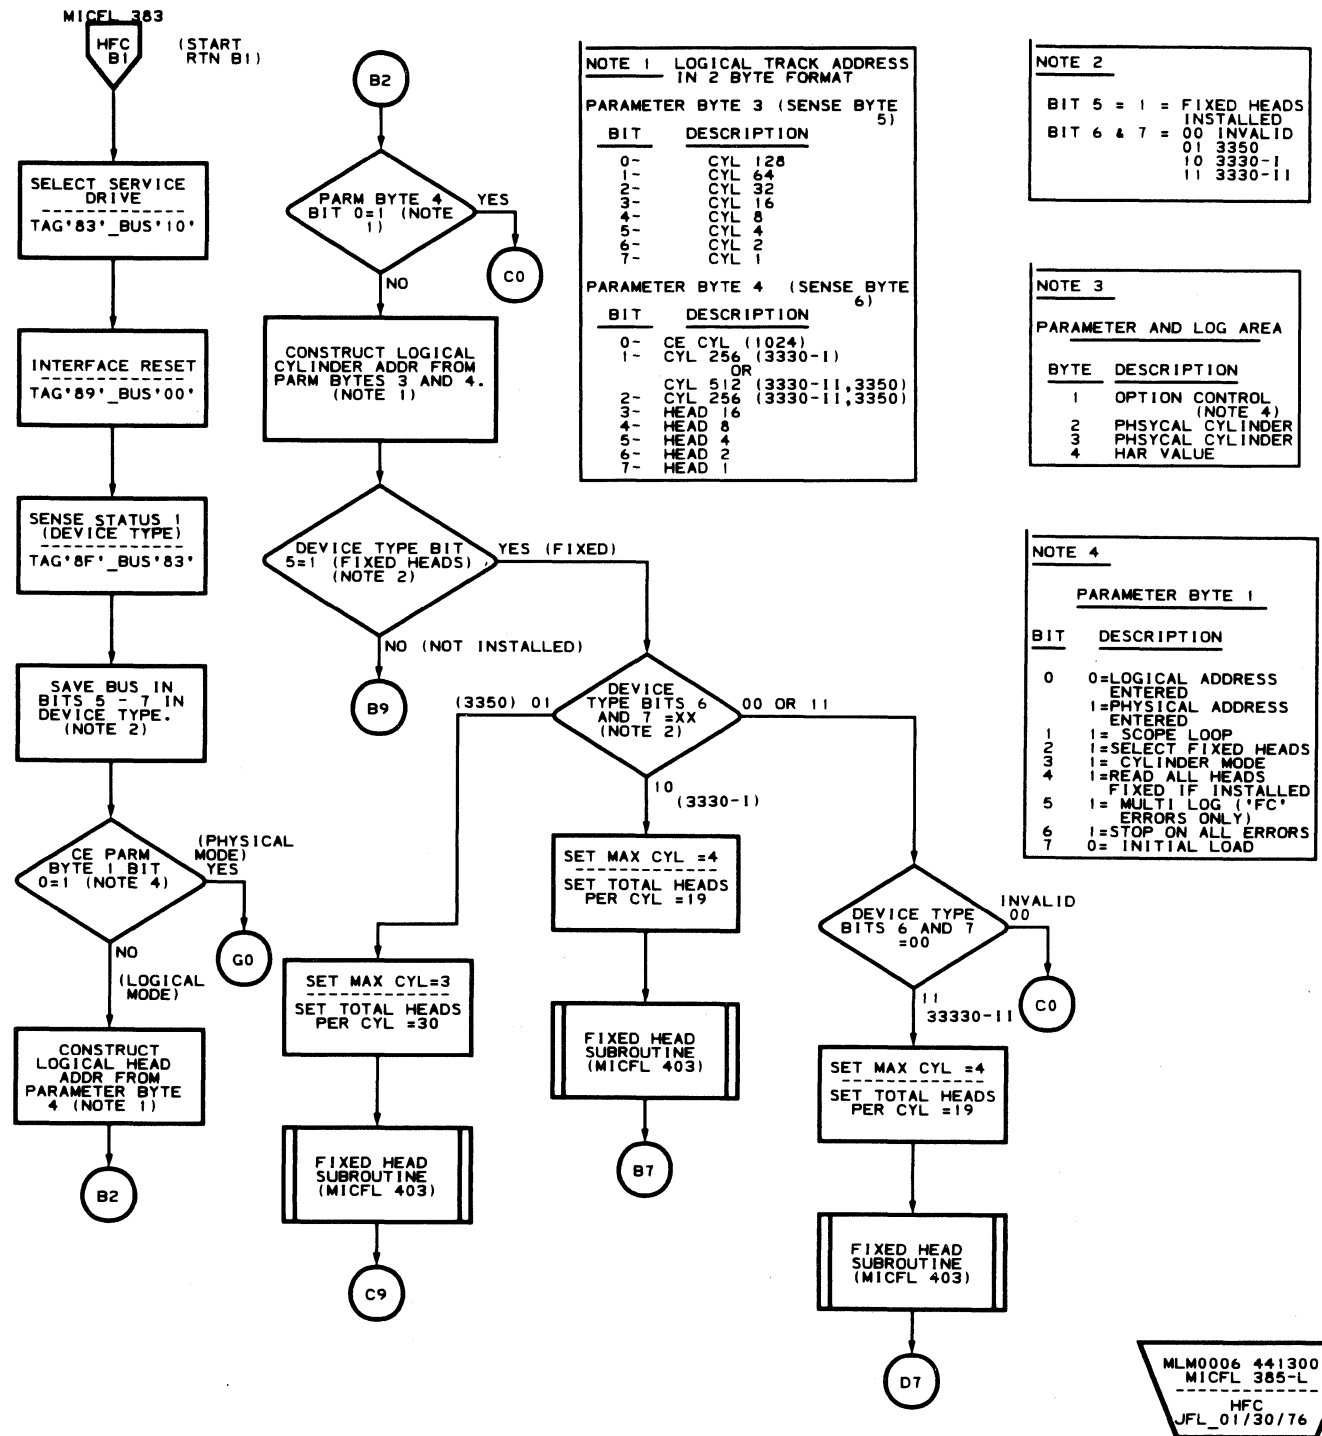 MICFL 383
HFC
B1
(START
RTN B1)
SELECT SERVICE
DRIVE
TAG'83'_BUS'10'
INTERFACE RESET
TAG'89'_BUS'00'
SENSE STATUS 1
(DEVICE TYPE)
TAG'8F'_BUS'83'
SAVE BUS IN
BITS 5 - 7 IN
DEVICE TYPE.
(NOTE 2)
CE PARM
BYTE 1 BIT
0=1 (NOTE 4)
(PHYSICAL
MODE)
YES
G0
NO
(LOGICAL
MODE)
CONSTRUCT
LOGICAL HEAD
ADDR FROM
PARAMETER BYTE
4 (NOTE 1)
B2
B2
PARM BYTE 4
BIT 0=1 (NOTE
1)
YES
C0
NO
CONSTRUCT LOGICAL
CYLINDER ADDR FROM
PARM BYTES 3 AND 4.
(NOTE 1)
DEVICE TYPE BIT
5=1 (FIXED HEADS)
(NOTE 2)
YES (FIXED)
NO (NOT INSTALLED)
B9
DEVICE
TYPE BITS 6
AND 7 =XX
(NOTE 2)
(3350) 01
00 OR 11
10
(3330-1)
SET MAX CYL=3
SET TOTAL HEADS
PER CYL =30
FIXED HEAD
SUBROUTINE
(MICFL 403)
C9
SET MAX CYL =4
SET TOTAL HEADS
PER CYL =19
FIXED HEAD
SUBROUTINE
(MICFL 403)
B7
DEVICE TYPE
BITS 6 AND 7
=00
INVALID
00
C0
11
33330-11
SET MAX CYL =4
SET TOTAL HEADS
PER CYL =19
FIXED HEAD
SUBROUTINE
(MICFL 403)
D7
NOTE 1 LOGICAL TRACK ADDRESS
IN 2 BYTE FORMAT
PARAMETER BYTE 3 (SENSE BYTE
5)
BIT DESCRIPTION
0- CYL 128
1- CYL 64
2- CYL 32
3- CYL 16
4- CYL 8
5- CYL 4
6- CYL 2
7- CYL 1
PARAMETER BYTE 4 (SENSE BYTE
6)
BIT DESCRIPTION
0- CE CYL (1024)
1- CYL 256 (3330-1)
OR
CYL 512 (3330-11,3350)
2- CYL 256 (3330-11,3350)
3- HEAD 16
4- HEAD 8
5- HEAD 4
6- HEAD 2
7- HEAD 1
NOTE 2
BIT 5 = 1 = FIXED HEADS
INSTALLED
BIT 6 & 7 = 00 INVALID
01 3350
10 3330-1
11 3330-11
NOTE 3
PARAMETER AND LOG AREA
BYTE DESCRIPTION
1 OPTION CONTROL
(NOTE 4)
2 PHSYCAL CYLINDER
3 PHSYCAL CYLINDER
4 HAR VALUE
NOTE 4
PARAMETER BYTE 1
BIT DESCRIPTION
0 0=LOGICAL ADDRESS
ENTERED
1=PHYSICAL ADDRESS
ENTERED
1 1= SCOPE LOOP
2 1=SELECT FIXED HEADS
3 1= CYLINDER MODE
4 1=READ ALL HEADS
FIXED IF INSTALLED
5 1= MULTI LOG ('FC'
ERRORS ONLY)
6 1=STOP ON ALL ERRORS
7 0= INITIAL LOAD
MLM0006 441300
MICFL 385-L
HFC
JFL_01/30/76